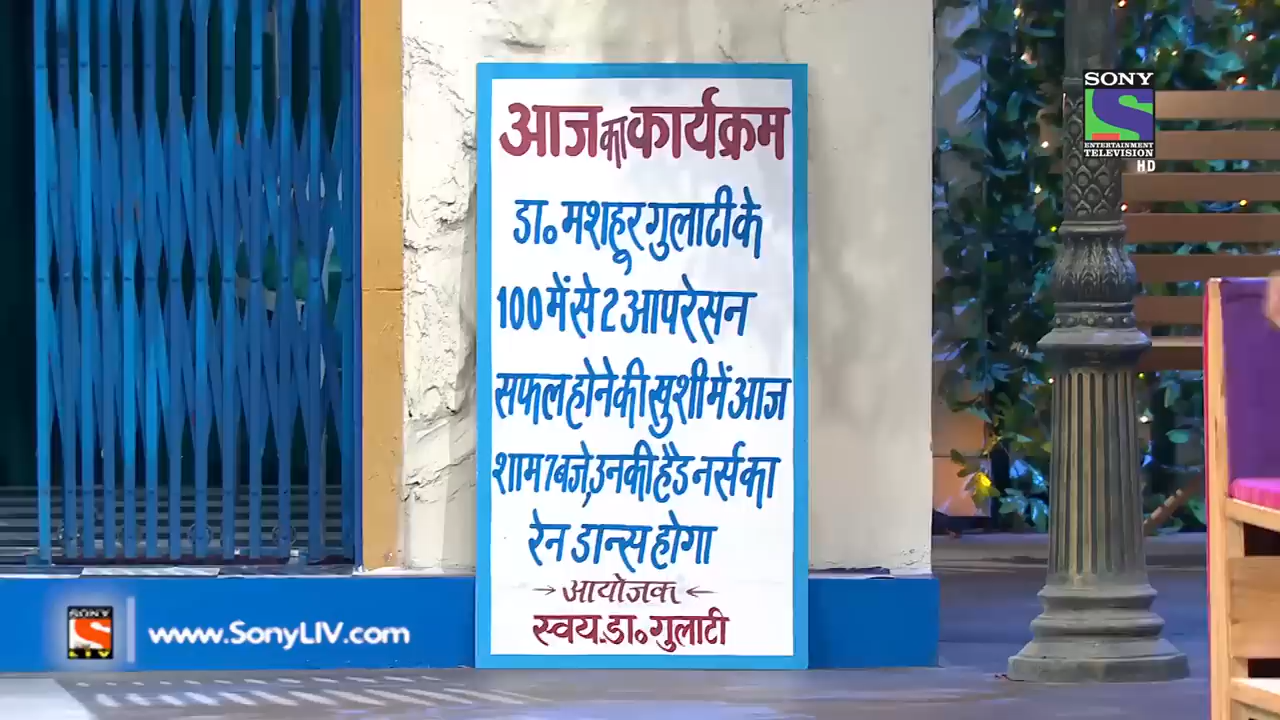 आज का कार्यक्रम
डा॰ मशहूर गुलाटी के
100 में से 2 आपरेसन
सफल होने की खुशी में आज
शाम 7 बजे, उनकी हैड नर्स का
रेन डान्स होगा
→ आयोजक ←
स्वयं. डा॰ गुलाटी
SONY
ENTERTAINMENT
TELEVISION
HD
SONY
LIV
www.SonyLIV.com